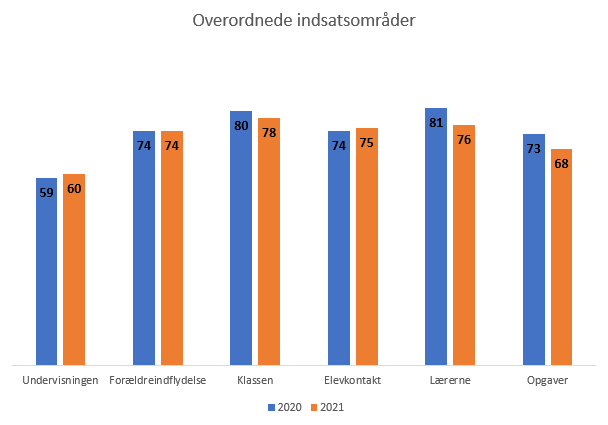 Overordnede indsatsområder
59 60 74 74 80 78 74 75 81 76 73 68
Undervisningen Forældreindflydelse Klassen Elevkontakt Lærerne Opgaver
2020 2021